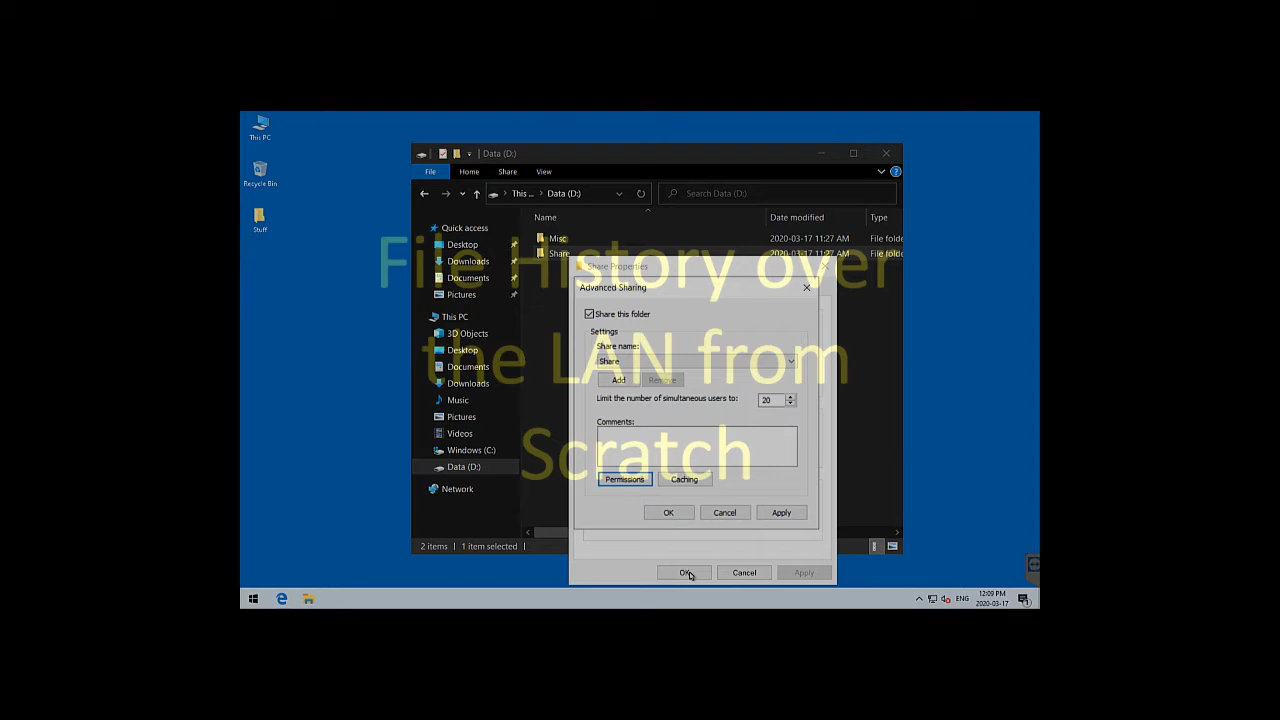 This PC
Recycle Bin
Stuff
Data (D:)
File Home Share View
This ... Data (D:) Search Data (D:)
Name Date modified Type
Misc 2020-03-17 11:27 AM File folde
Share 2020-03-17 11:27 AM File folde
Quick access
Desktop
Downloads
Documents
Pictures
This PC
3D Objects
Desktop
Documents
Downloads
Music
Pictures
Videos
Windows (C:)
Data (D:)
Network
2 items 1 item selected
Share Properties
Advanced Sharing
Share this folder
Settings
Share name:
Share
Add Remove
Limit the number of simultaneous users to: 20
Comments:
Permissions Caching
OK Cancel Apply
OK Cancel Apply
File History over
the LAN from
Scratch
ENG
12:09 PM
2020-03-17